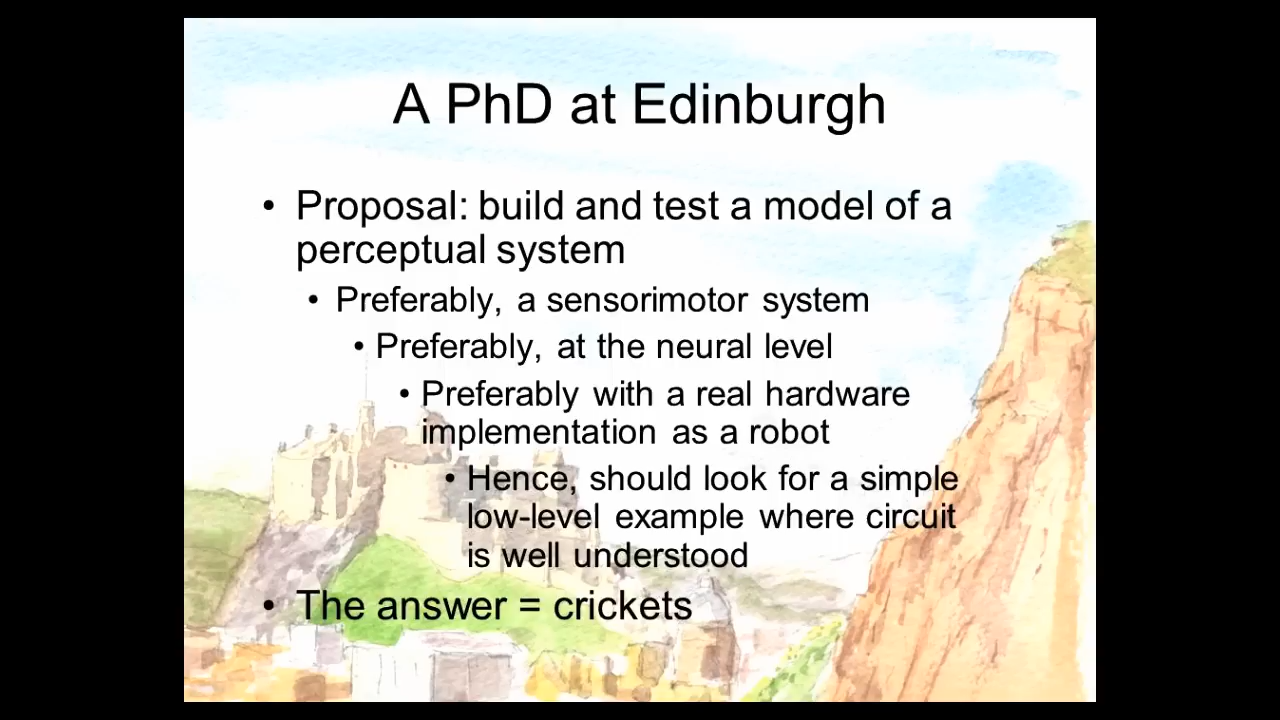 A PhD at Edinburgh
• Proposal: build and test a model of a
perceptual system
• Preferably, a sensorimotor system
• Preferably, at the neural level
• Preferably with a real hardware
implementation as a robot
• Hence, should look for a simple
low-level example where circuit
is well understood
• The answer = crickets